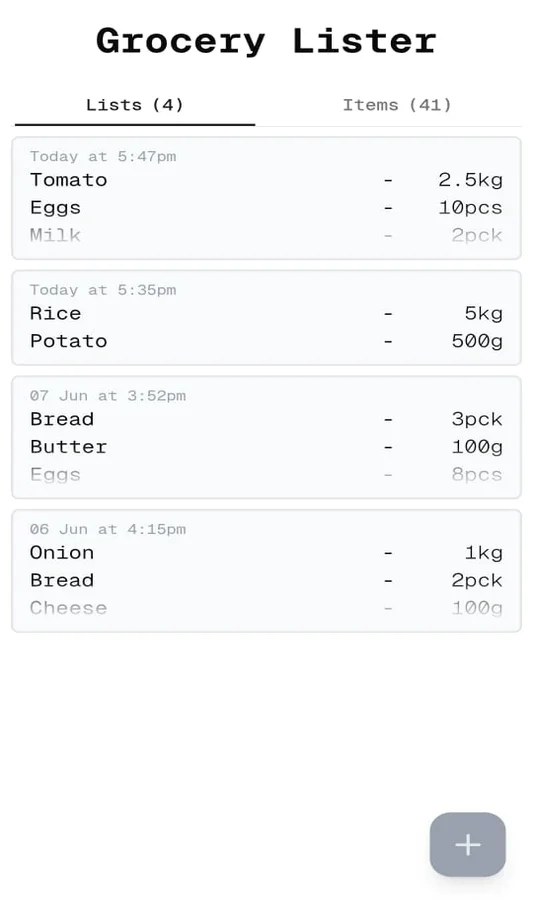 Grocery Lister
Lists (4) Items (41)
Today at 5:47pm
Tomato - 2.5kg
Eggs - 10pcs
Milk - 2pck
Today at 5:35pm
Rice - 5kg
Potato - 500g
07 Jun at 3:52pm
Bread - 3pck
Butter - 100g
Eggs - 8pcs
06 Jun at 4:15pm
Onion - 1kg
Bread - 2pck
Cheese - 100g
+